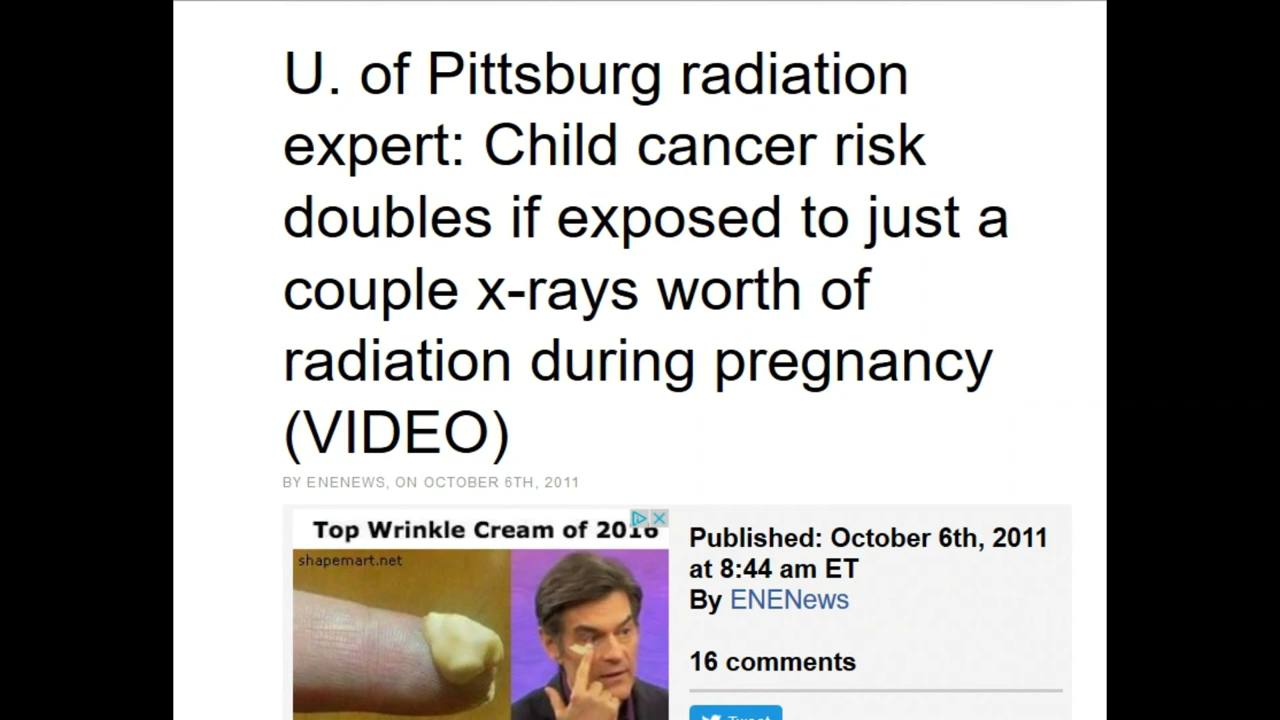 U. of Pittsburg radiation
expert: Child cancer risk
doubles if exposed to just a
couple x-rays worth of
radiation during pregnancy
(VIDEO)
BY ENENEWS, ON OCTOBER 6TH, 2011
Top Wrinkle Cream of 2016
shapemart.net
Published: October 6th, 2011
at 8:44 am ET
By ENENews
16 comments
Tweet